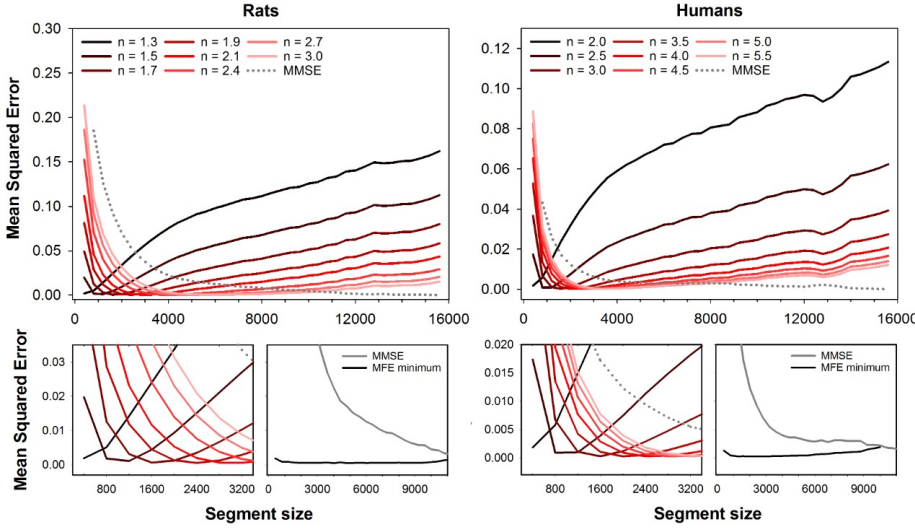 Rats
Humans
Mean Squared Error
0.30
0.25
0.20
0.15
0.10
0.05
0.00
n = 1.3
n = 1.5
n = 1.7
n = 1.9
n = 2.1
n = 2.4
n = 2.7
n = 3.0
MMSE
0 4000 8000 12000 16000
0.12
0.10
0.08
0.06
0.04
0.02
0.00
n = 2.0
n = 2.5
n = 3.0
n = 3.5
n = 4.0
n = 4.5
n = 5.0
n = 5.5
MMSE
0 4000 8000 12000 16000
Mean Squared Error
0.03
0.02
0.01
0.00
800 1600 2400 3200
MMSE
MFE minimum
0 3000 6000 9000
Segment size
0.020
0.015
0.010
0.005
0.000
800 1600 2400 3200
MMSE
MFE minimum
0 3000 6000 9000
Segment size